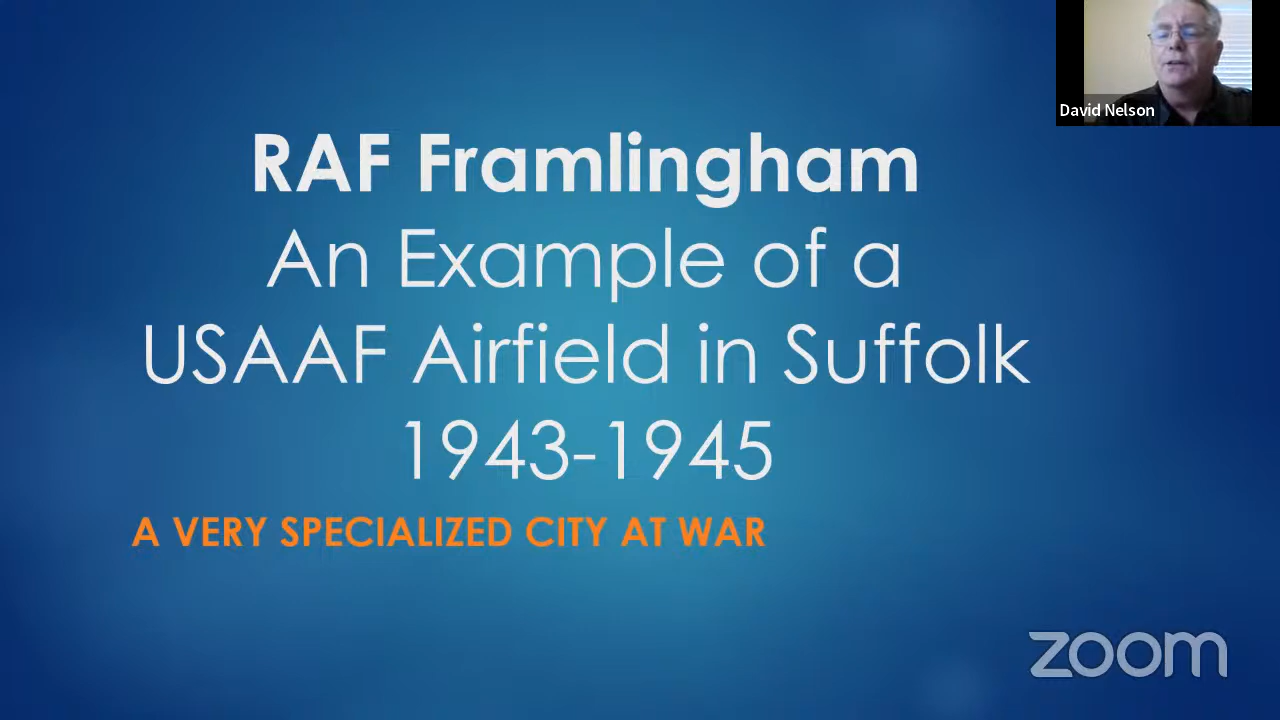 David Nelson
RAF Framlingham
An Example of a
USAAF Airfield in Suffolk
1943-1945
A VERY SPECIALIZED CITY AT WAR
zoom